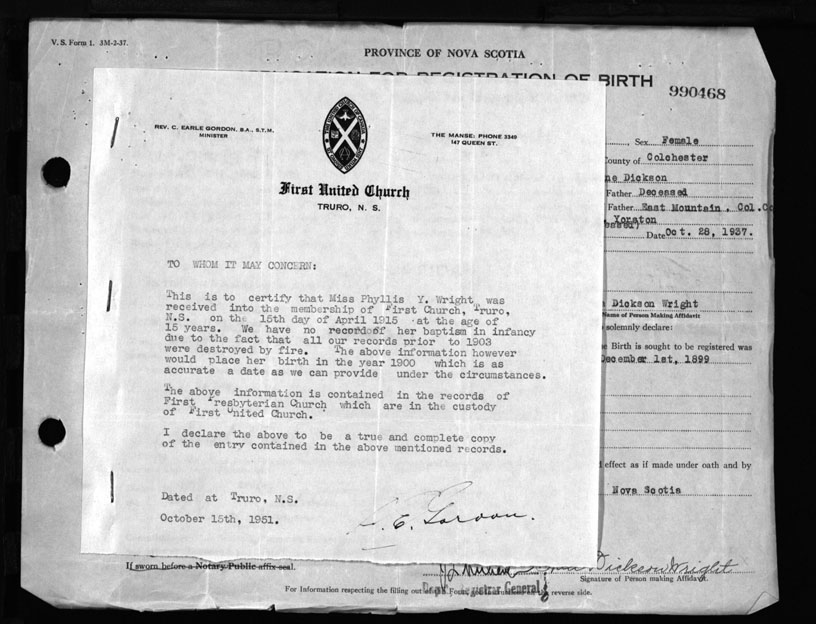 V. S. Form 1. 3M-2-37.
PROVINCE OF NOVA SCOTIA
FOR REGISTRATION OF BIRTH
990468
REV. C. EARLE GORDON, B.A., S.T.M.
MINISTER
THE MANSE: PHONE 3349
147 QUEEN ST.
First United Church
TRURO, N. S.
TO WHOM IT MAY CONCERN:
This is to certify that Miss Phyllis Y. Wright was
received into the membership of First Church, Truro,
N.S. on the 15th day of April 1915 at the age of
15 years. We have no record of her baptism in infancy
due to the fact that all our records prior to 1903
were destroyed by fire. The above information however
would place her birth in the year 1900 which is as
accurate a date as we can provide under the circumstances.
The above information is contained in the records of
First Presbyterian Church which are in the custody
of First United Church.
I declare the above to be a true and complete copy
of the entry contained in the above mentioned records.
Dated at Truro, N.S.
October 15th, 1951.
C. E. Gordon.
Sex Female
County of Colchester
Dickson
Father Deceased
Father East Mountain, Col. Co
Yorston
Date Oct. 28, 1937.
Dickson Wright
Name of Person Making Affidavit
solemnly declare:
Birth is sought to be registered was
December 1st, 1899
effect as if made under oath and by
Nova Scotia
If sworn before a Notary Public affix seal.
Dickson Wright
Signature of Person making Affidavit.
Registrar General
For Information respecting the filling out of reverse side.